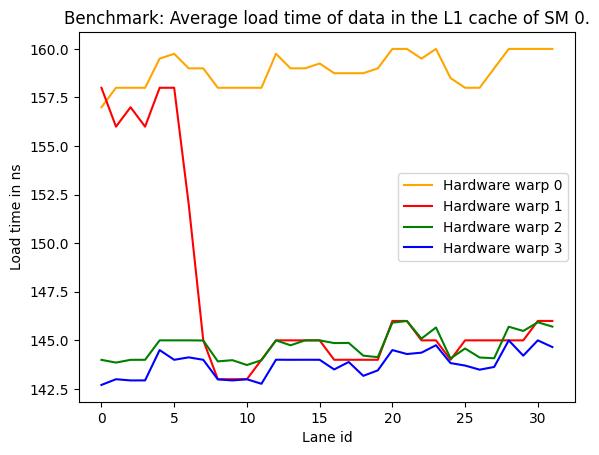 Benchmark: Average load time of data in the L1 cache of SM 0.
Load time in ns
160.0
157.5
155.0
152.5
150.0
147.5
145.0
142.5
Hardware warp 0
Hardware warp 1
Hardware warp 2
Hardware warp 3
0 5 10 15 20 25 30
Lane id